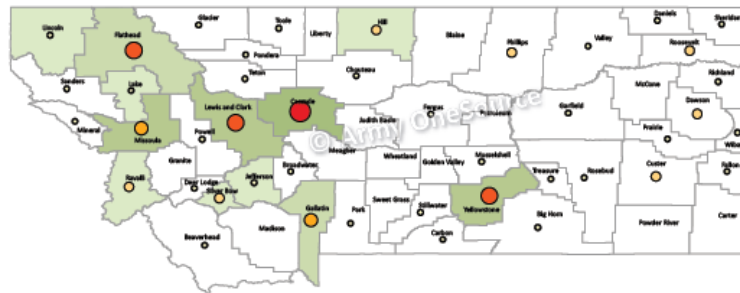 Lincoln
Flathead
Glacier
Toole
Liberty
Hill
Blaine
Phillips
Valley
Daniels
Sheridan
Roosevelt
Pondera
Teton
Chouteau
Sanders
Lake
Lewis and Clark
Cascade
Judith Basin
Fergus
Petroleum
Garfield
McCone
Richland
Dawson
Prairie
Wibaux
Mineral
Missoula
Powell
Granite
Meagher
Wheatland
Golden Valley
Musselshell
Treasure
Rosebud
Custer
Fallon
Ravalli
Deer Lodge
Silver Bow
Jefferson
Broadwater
Gallatin
Park
Sweet Grass
Stillwater
Yellowstone
Big Horn
Powder River
Carter
Beaverhead
Madison
Carbon
© Army OneSource